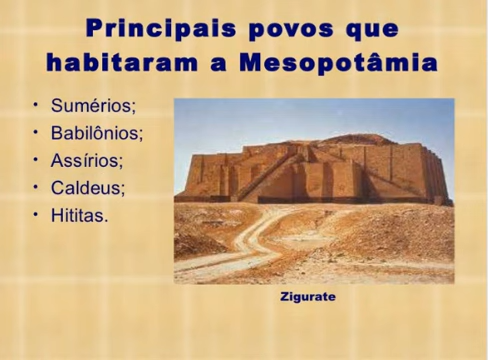 Principais povos que
habitaram a Mesopotâmia
• Sumérios;
• Babilônios;
• Assírios;
• Caldeus;
• Hititas.
Zigurate